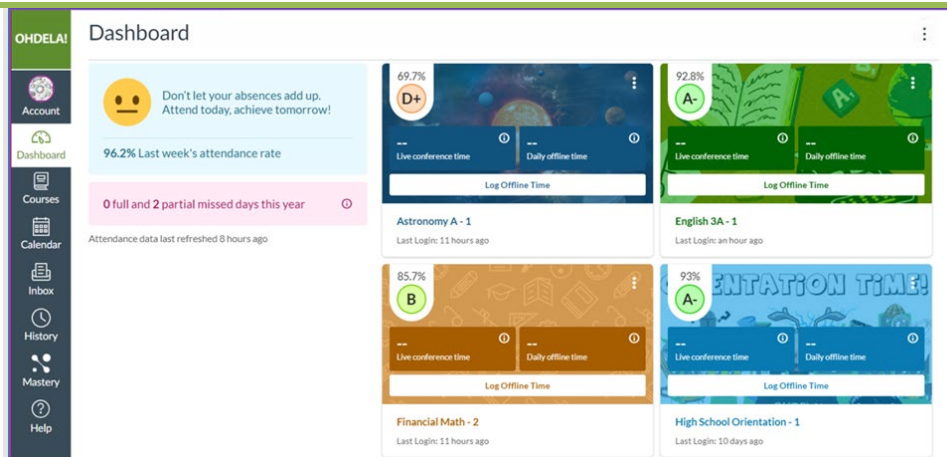 OHDELA!
Account
Dashboard
Courses
Calendar
Inbox
History
Mastery
Help
Dashboard
Don't let your absences add up.
Attend today, achieve tomorrow!
96.2% Last week's attendance rate
0 full and 2 partial missed days this year
Attendance data last refreshed 8 hours ago
69.7%
D+
--
Live conference time
--
Daily offline time
Log Offline Time
Astronomy A - 1
Last Login: 11 hours ago
92.8%
A-
A
--
Live conference time
--
Daily offline time
Log Offline Time
English 3A - 1
Last Login: an hour ago
85.7%
B
--
Live conference time
--
Daily offline time
Log Offline Time
Financial Math - 2
Last Login: 11 hours ago
93%
A-
TIME!
--
Live conference time
--
Daily offline time
Log Offline Time
High School Orientation - 1
Last Login: 10 days ago